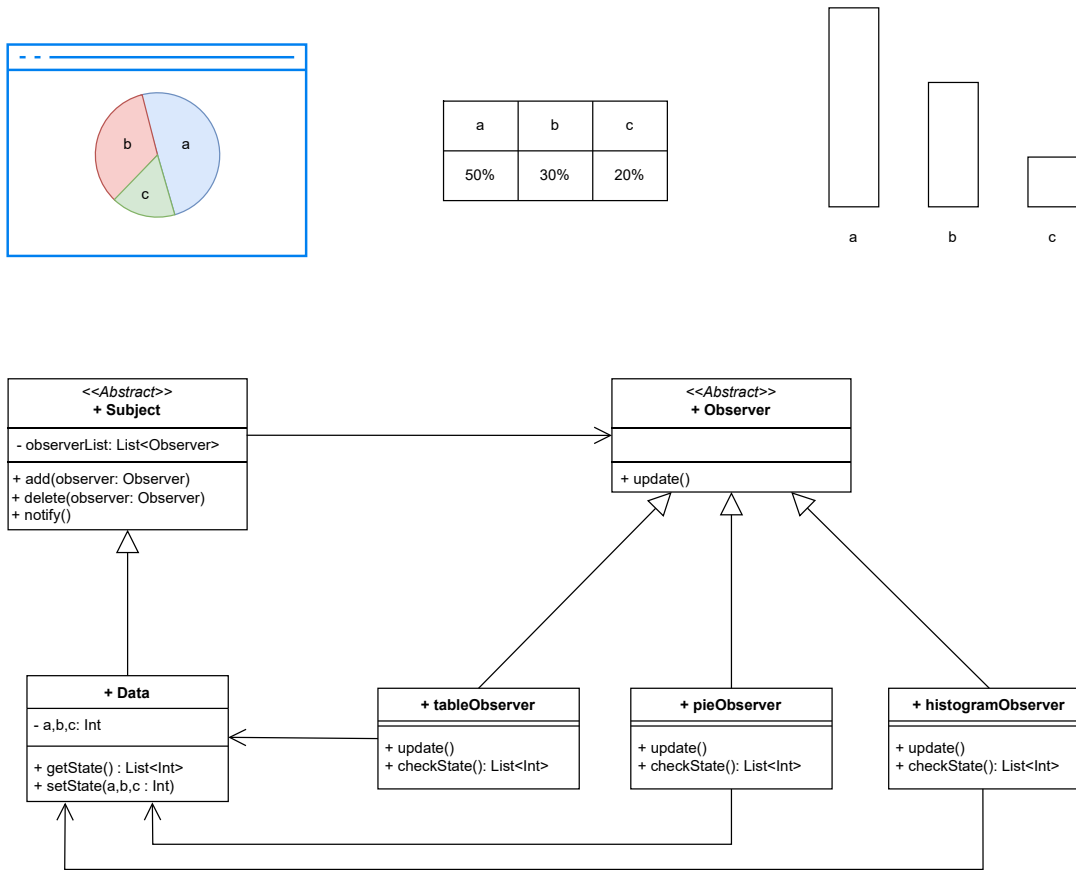 b
a
c
a b c
50% 30% 20%
a b c
<<Abstract>>
+ Subject
- observerList: List<Observer>
+ add(observer: Observer)
+ delete(observer: Observer)
+ notify()
<<Abstract>>
+ Observer
+ update()
+ Data
- a,b,c: Int
+ getState() : List<Int>
+ setState(a,b,c : Int)
+ tableObserver
+ update()
+ checkState(): List<Int>
+ pieObserver
+ update()
+ checkState(): List<Int>
+ histogramObserver
+ update()
+ checkState(): List<Int>